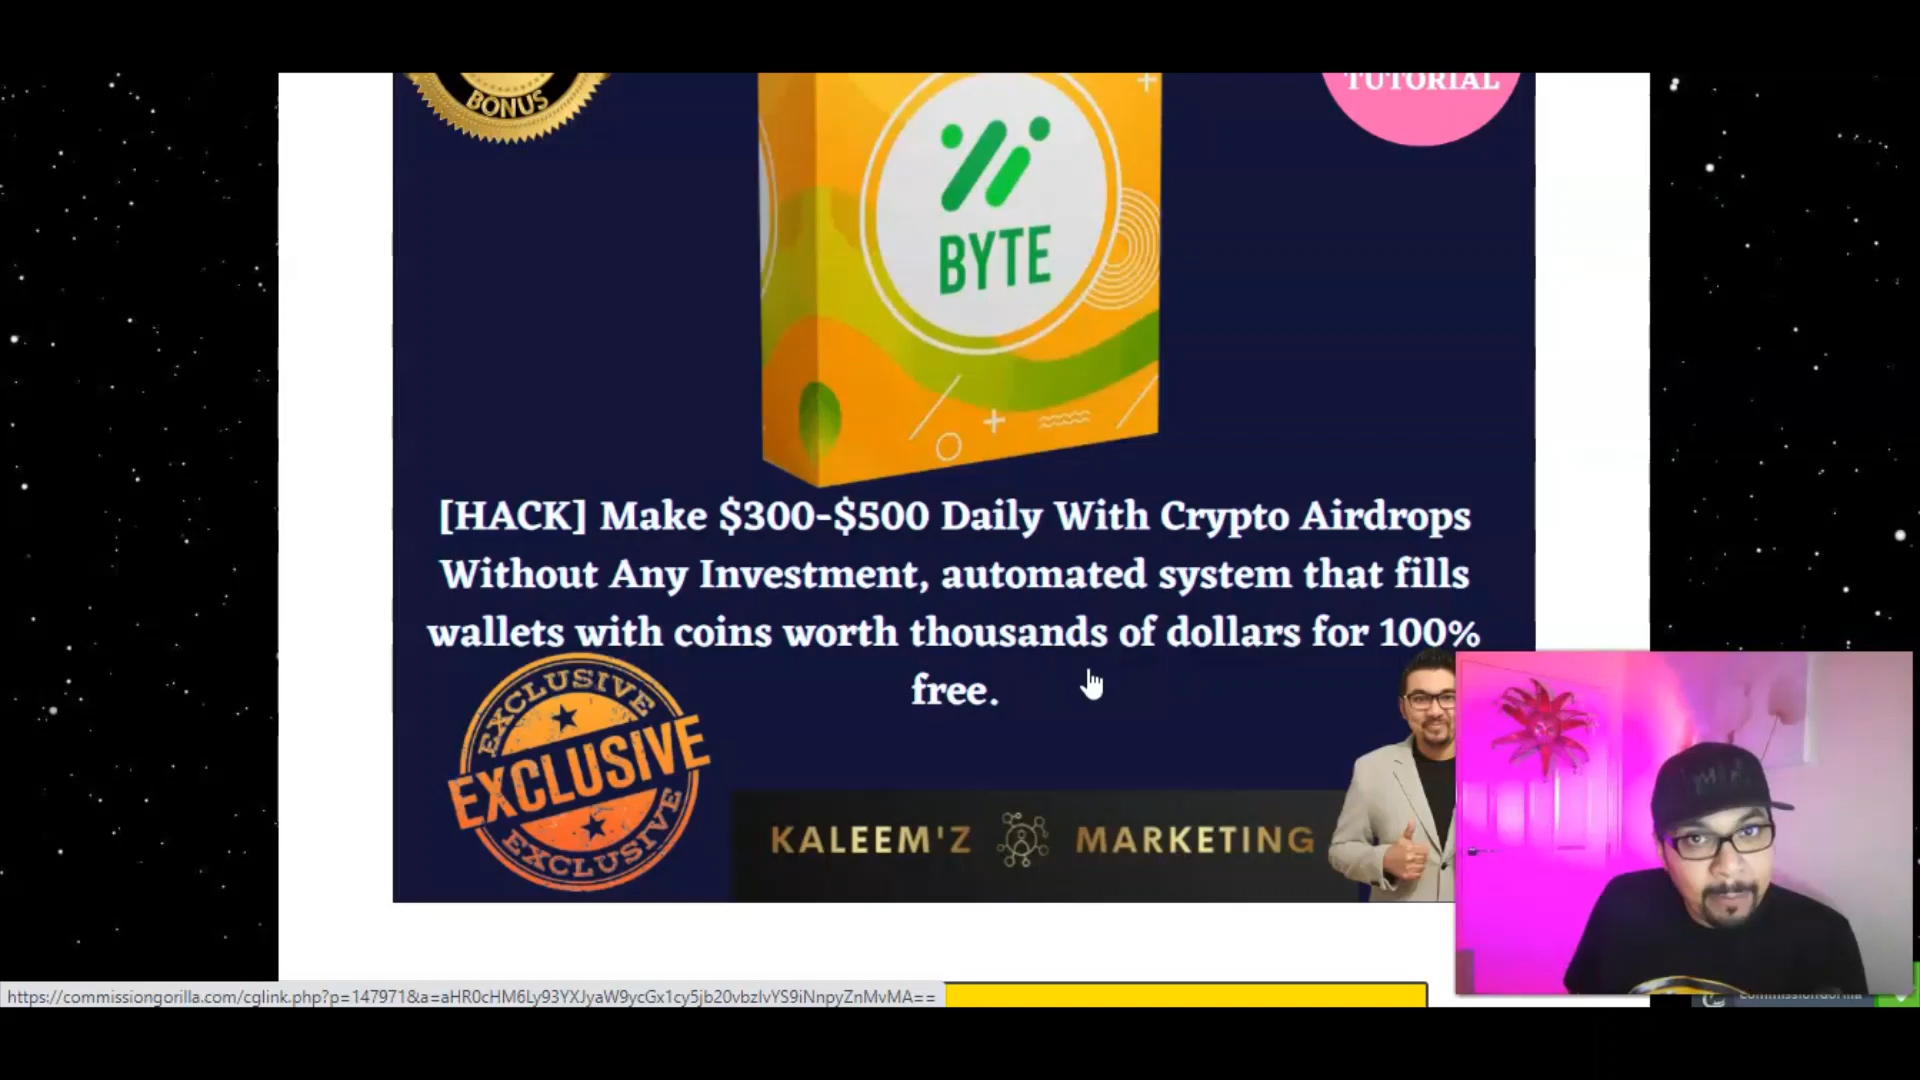 BONUS
TUTORIAL
BYTE
[HACK] Make $300-$500 Daily With Crypto Airdrops
Without Any Investment, automated system that fills
wallets with coins worth thousands of dollars for 100%
free.
EXCLUSIVE
EXCLUSIVE
EXCLUSIVE
KALEEM'Z MARKETING
https://commissiongorilla.com/cglink.php?p=147971&a=aHR0cHM6Ly93YXJyaW9ycGx1cy5jb20vbzIvYS9iNnpyZnMvMA==
commissiongorilla